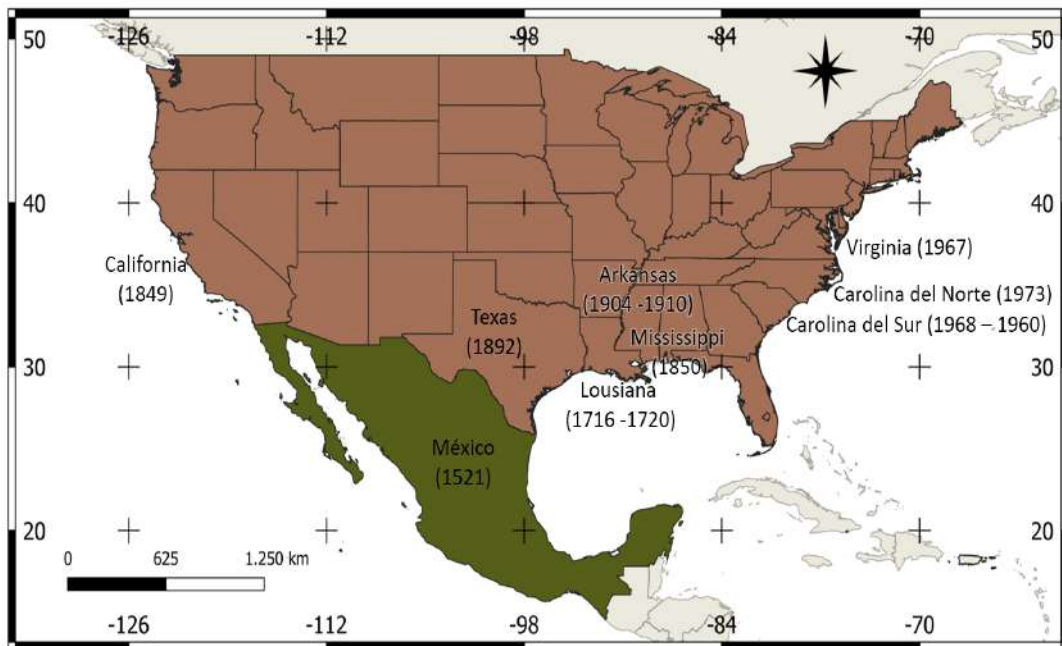 -126 -112 -98 -84 -70
50 50
40 40
Virginia (1967)
California
(1849)
Arkansas
(1904 -1910)
Carolina del Norte (1973)
Texas
(1892)
Carolina del Sur (1968 – 1960)
Mississippi
(1850)
30 30
Lousiana
(1716 -1720)
México
(1521)
20 20
0 625 1.250 km
-126 -112 -98 -84 -70